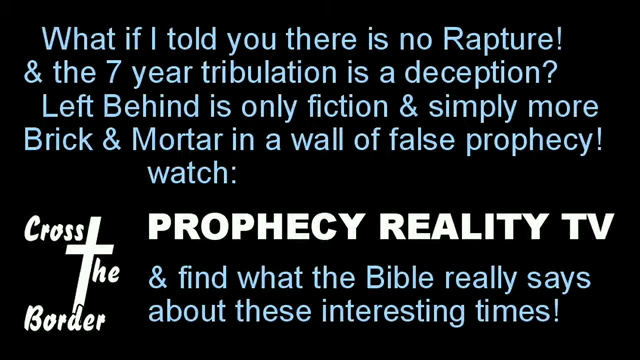 What if I told you there is no Rapture!
& the 7 year tribulation is a deception?
Left Behind is only fiction & simply more
Brick & Mortar in a wall of false prophecy!
watch:
PROPHECY REALITY TV
Cross
the
Border
& find what the Bible really says
about these interesting times!